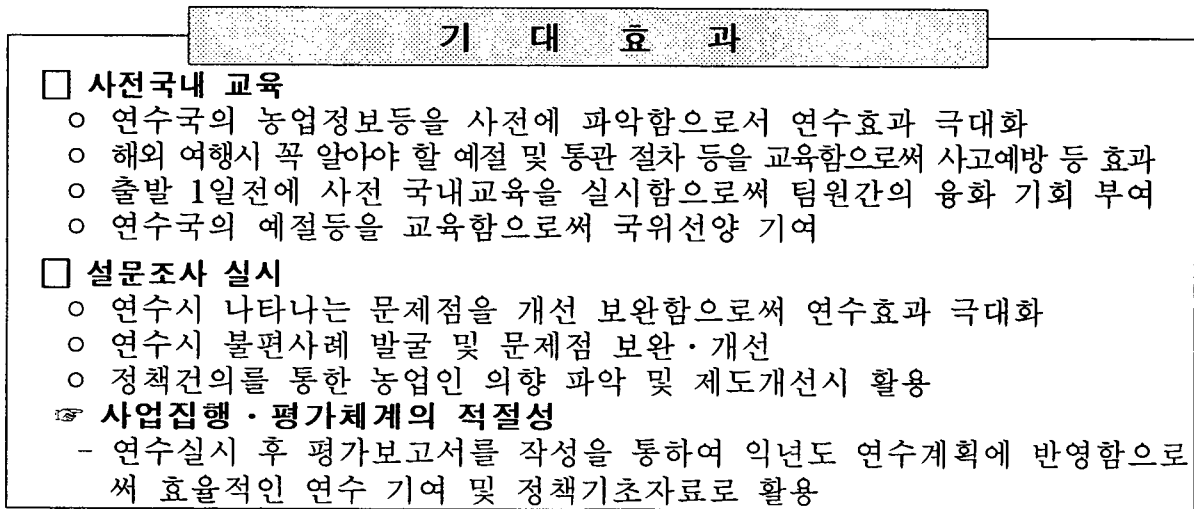 기 대 효 과
□ 사전국내 교육
○ 연수국의 농업정보등을 사전에 파악함으로서 연수효과 극대화
○ 해외 여행시 꼭 알아야 할 예절 및 통관 절차 등을 교육함으로써 사고예방 등 효과
○ 출발 1일전에 사전 국내교육을 실시함으로써 팀원간의 융화 기회 부여
○ 연수국의 예절등을 교육함으로써 국위선양 기여
□ 설문조사 실시
○ 연수시 나타나는 문제점을 개선 보완함으로써 연수효과 극대화
○ 연수시 불편사례 발굴 및 문제점 보완・개선
○ 정책건의를 통한 농업인 의향 파악 및 제도개선시 활용
☞ 사업집행・평가체계의 적절성
- 연수실시 후 평가보고서를 작성을 통하여 익년도 연수계획에 반영함으로
써 효율적인 연수 기여 및 정책기초자료로 활용